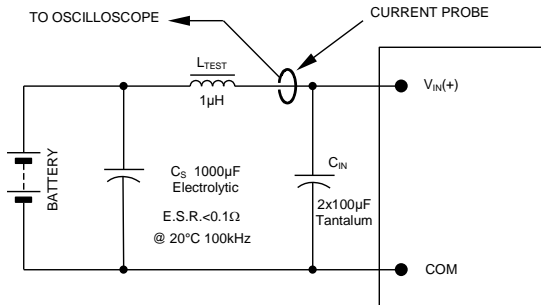 TO OSCILLOSCOPE
CURRENT PROBE
LTEST
1µH
VIN(+)
BATTERY
CS 1000µF
Electrolytic
E.S.R.<0.1Ω
@ 20°C 100kHz
CIN
2x100µF
Tantalum
COM